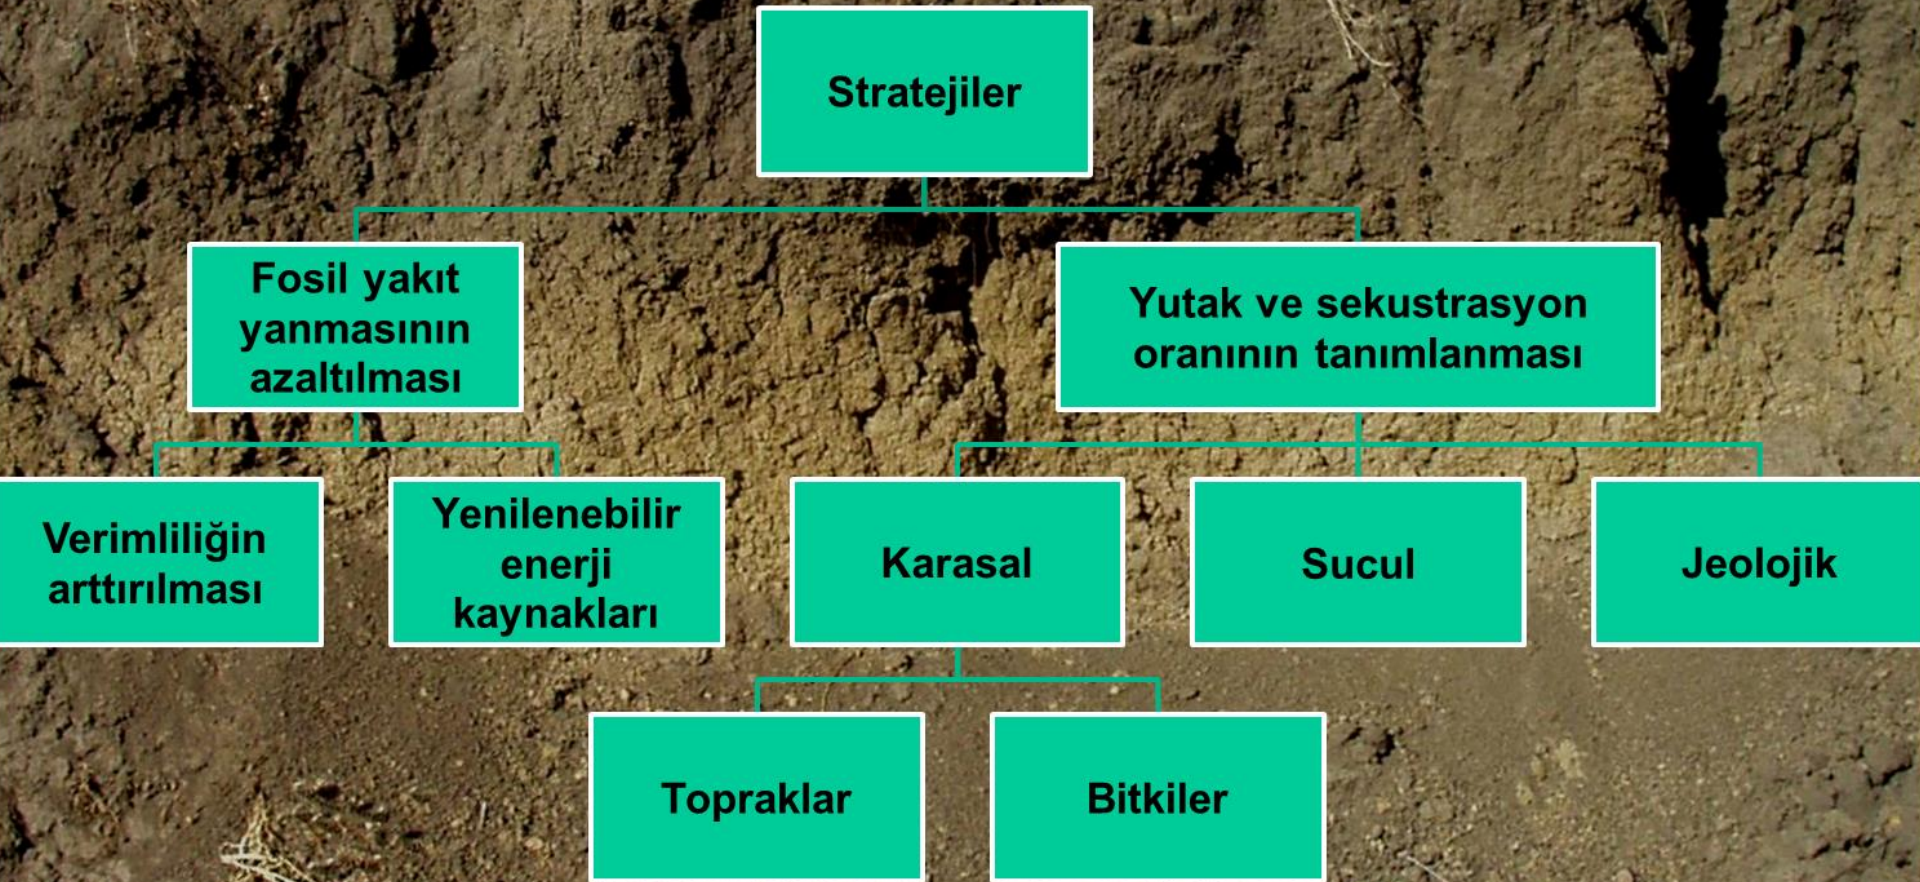 Stratejiler
Fosil yakıt
yanmasının
azaltılması
Yutak ve sekustrasyon
oranının tanımlanması
Verimliliğin
arttırılması
Yenilenebilir
enerji
kaynakları
Karasal
Sucul
Jeolojik
Topraklar
Bitkiler